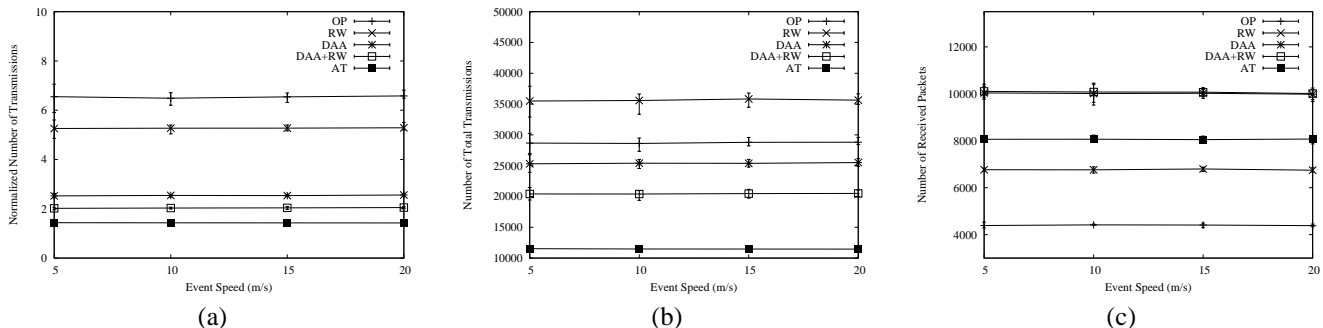 Normalized Number of Transmissions
10
8
6
4
2
0
5
10
15
20
Event Speed (m/s)
OP
RW
DAA
DAA+RW
AT
(a)
Number of Total Transmissions
50000
45000
40000
35000
30000
25000
20000
15000
10000
5
10
15
20
Event Speed (m/s)
OP
RW
DAA
DAA+RW
AT
(b)
Number of Received Packets
12000
10000
8000
6000
4000
5
10
15
20
Event Speed (m/s)
OP
RW
DAA
DAA+RW
AT
(c)